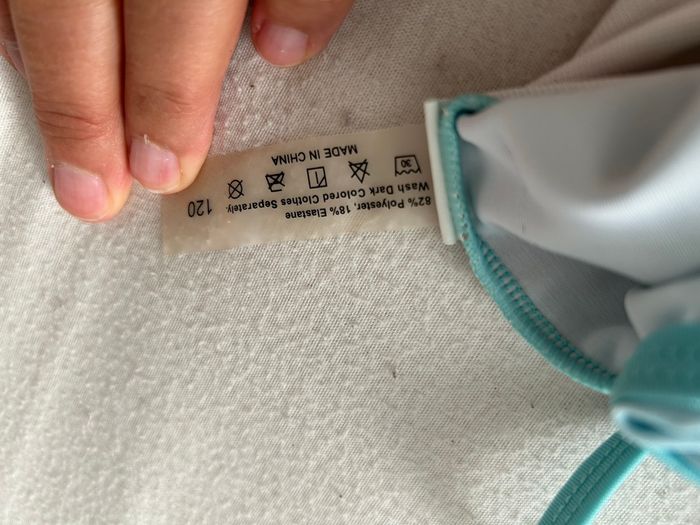 82% Polyester, 18% Elastane
Wash Dark Colored Clothes Separately.
30
MADE IN CHINA
120